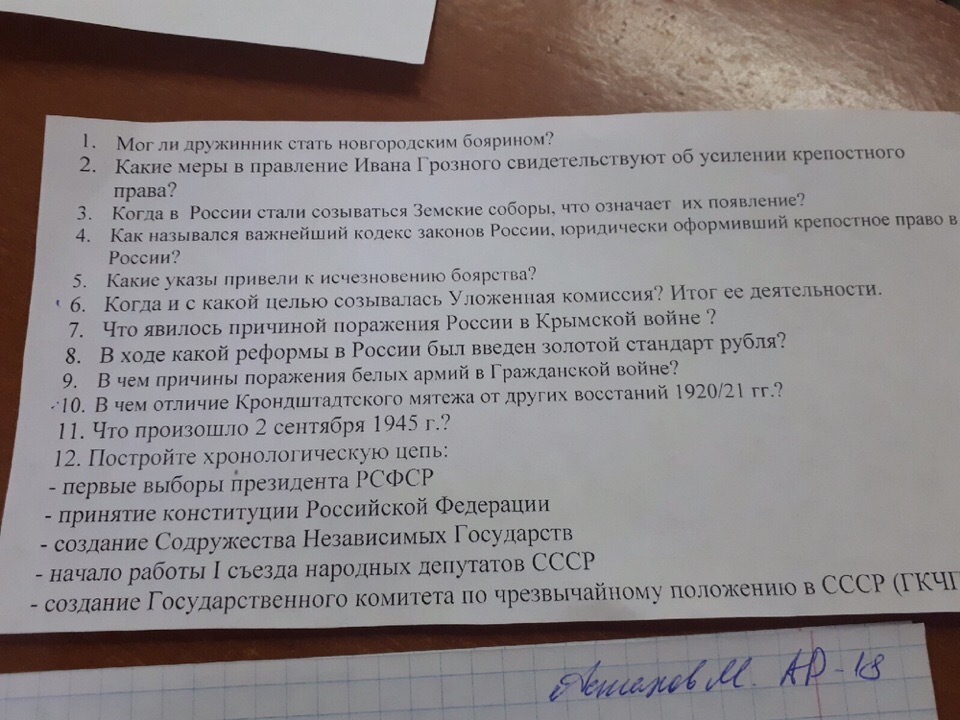 1. Мог ли дружинник стать новгородским боярином?
2. Какие меры в правление Ивана Грозного свидетельствуют об усилении крепостного
права?
3. Когда в России стали созываться Земские соборы, что означает их появление?
4. Как назывался важнейший кодекс законов России, юридически оформивший крепостное право в
России?
5. Какие указы привели к исчезновению боярства?
6. Когда и с какой целью созывалась Уложенная комиссия? Итог ее деятельности.
7. Что явилось причиной поражения России в Крымской войне ?
8. В ходе какой реформы в России был введен золотой стандарт рубля?
9. В чем причины поражения белых армий в Гражданской войне?
10. В чем отличие Крондштадтского мятежа от других восстаний 1920/21 гг.?
11. Что произошло 2 сентября 1945 г.?
12. Постройте хронологическую цепь:
- первые выборы президента РСФСР
- принятие конституции Российской Федерации
- создание Содружества Независимых Государств
- начало работы I съезда народных депутатов СССР
- создание Государственного комитета по чрезвычайному положению в СССР (ГКЧП
М. АР-18